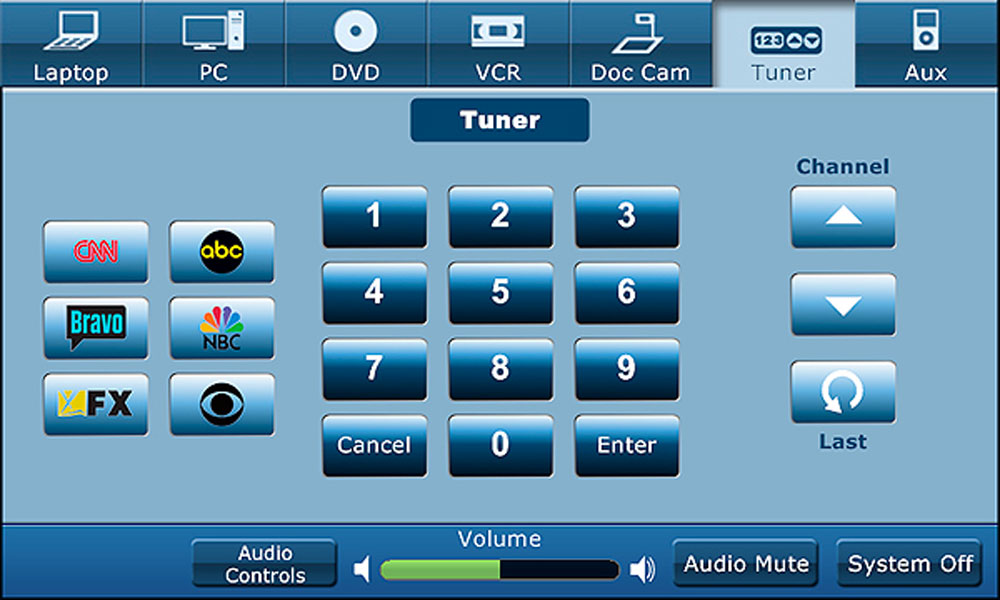 Laptop
PC
DVD
VCR
Doc Cam
123
Tuner
Aux
Tuner
CNN
abc
Bravo
NBC
FX
1
2
3
4
5
6
7
8
9
Cancel
0
Enter
Channel
Last
Audio
Controls
Volume
Audio Mute
System Off